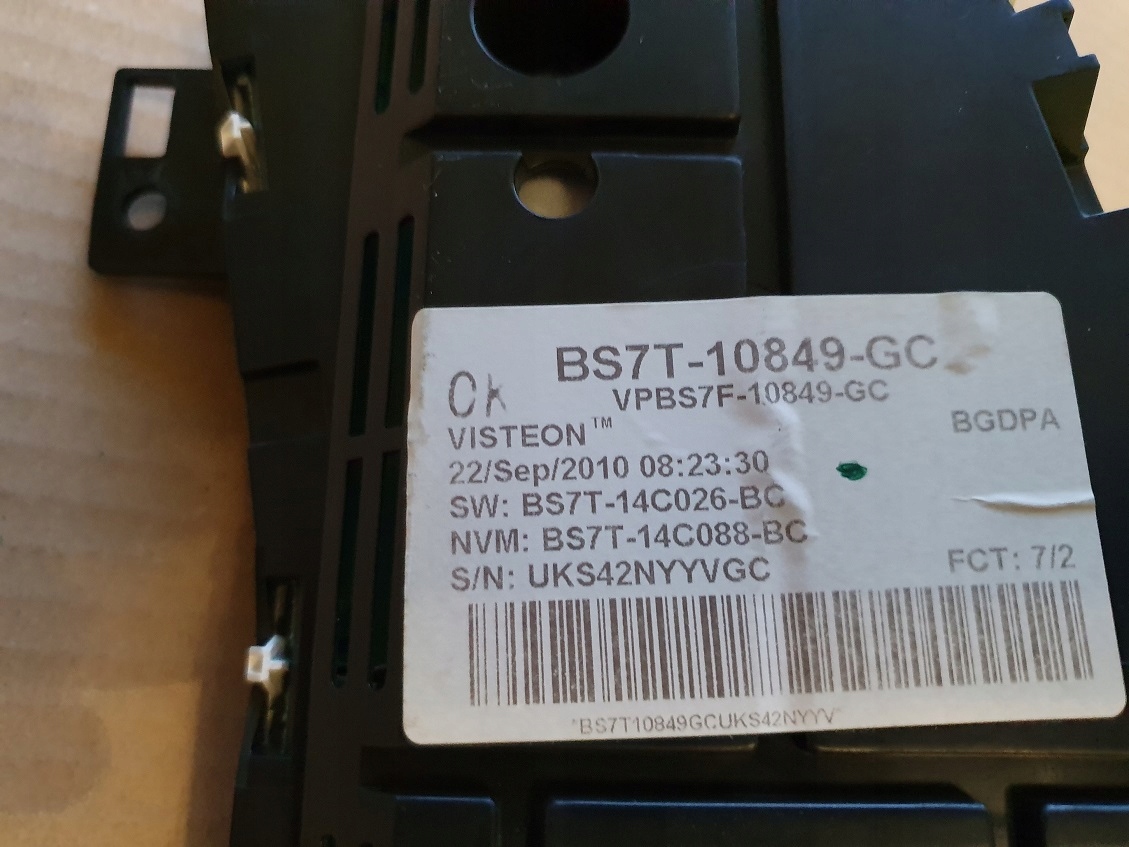 BS7T-10849-GC
VPBS7F-10849-GC
Ck
VISTEON™
BGDPA
22/Sep/2010 08:23:30
SW: BS7T-14C026-BC
NVM: BS7T-14C088-BC
S/N: UKS42NYYVGC
FCT: 7/2
*BS7T10849GCUKS42NYYV*